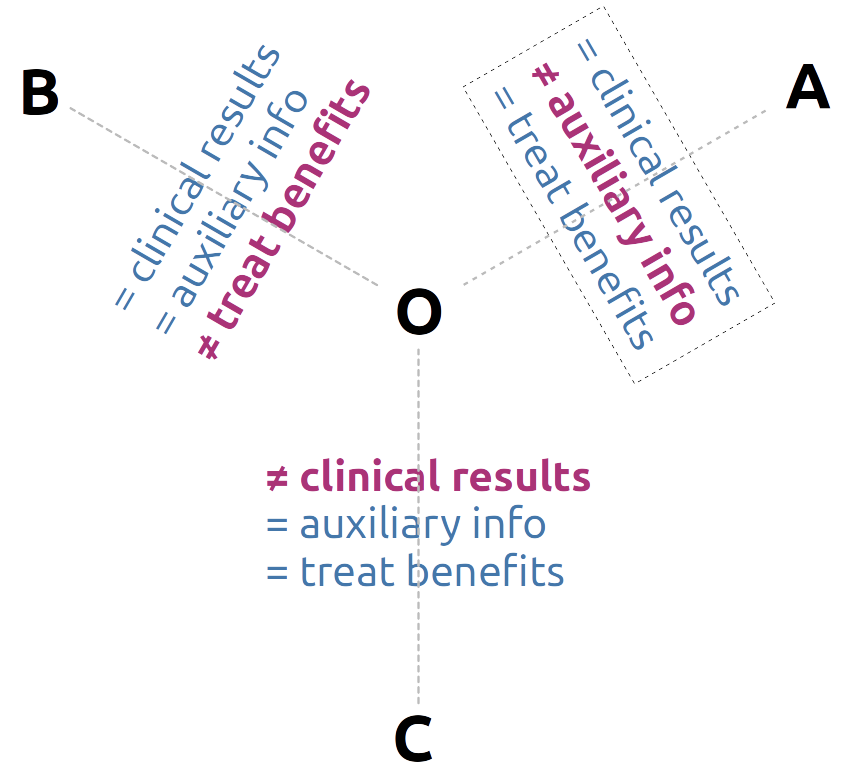 B
= clinical results
= auxiliary info
≠ treat benefits
A
= clinical results
≠ auxiliary info
= treat benefits
O
≠ clinical results
= auxiliary info
= treat benefits
C